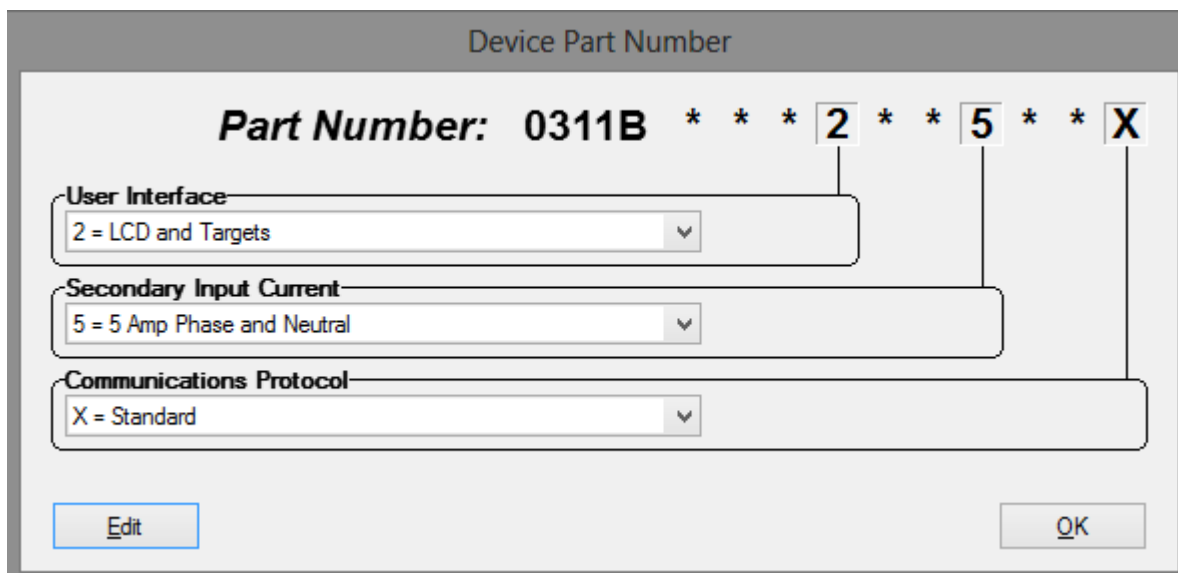 Device Part Number
Part Number: 0311B * * * 2 * * 5 * * X
User Interface
2 = LCD and Targets
Secondary Input Current
5 = 5 Amp Phase and Neutral
Communications Protocol
X = Standard
Edit OK